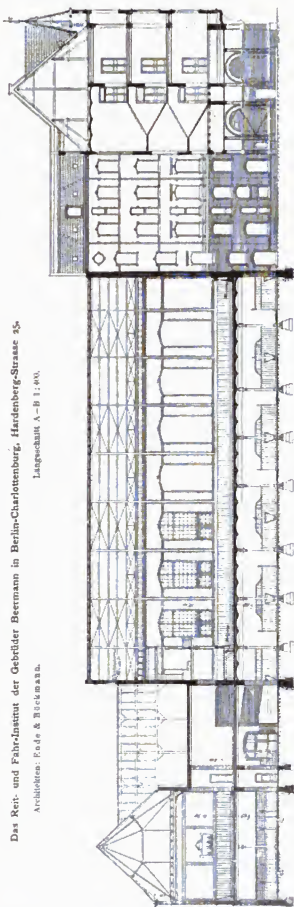 Das Reit- und Fahr-Institut der Gebrüder Beermann in Berlin-Charlottenburg, Hardenberg-Strasse 25.
Architekten: Ende & Böckmann.
Längsschnitt A–B 1:400.